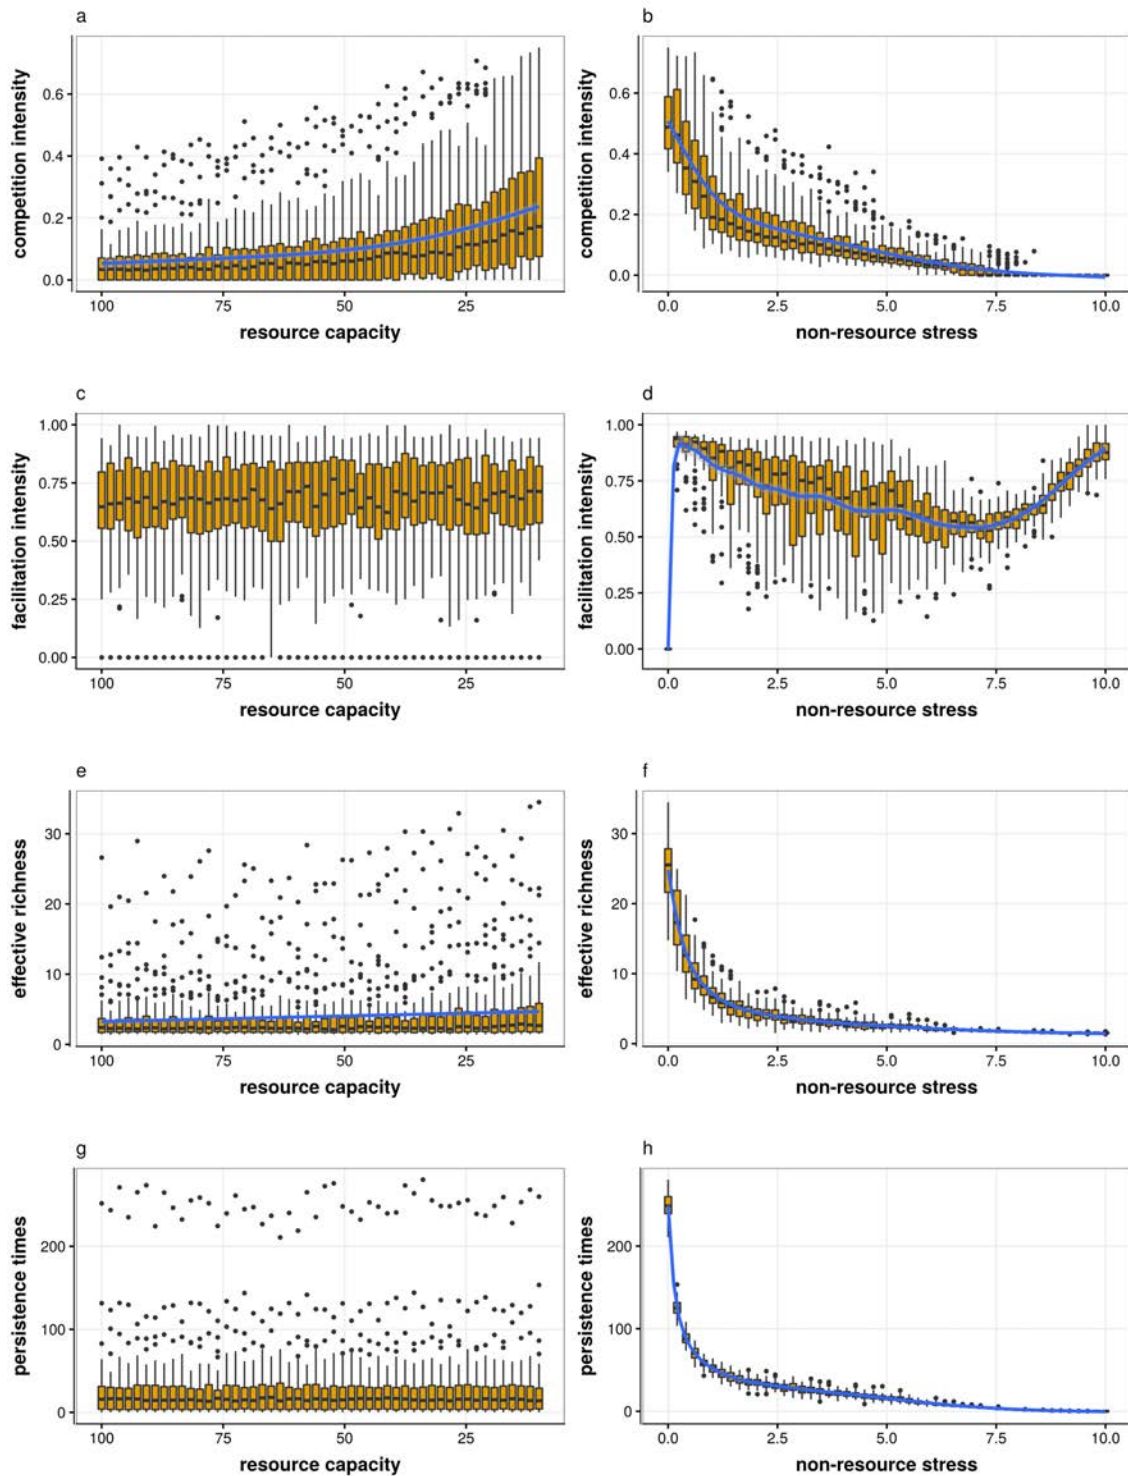 a
competition intensity
0.6
0.4
0.2
0.0
100 75 50 25
resource capacity
b
competition intensity
0.6
0.4
0.2
0.0
0.0 2.5 5.0 7.5 10.0
non-resource stress
c
facilitation intensity
1.00
0.75
0.50
0.25
0.00
100 75 50 25
resource capacity
d
facilitation intensity
1.00
0.75
0.50
0.25
0.00
0.0 2.5 5.0 7.5 10.0
non-resource stress
e
effective richness
30
20
10
0
100 75 50 25
resource capacity
f
effective richness
30
20
10
0
0.0 2.5 5.0 7.5 10.0
non-resource stress
g
persistence times
200
100
0
100 75 50 25
resource capacity
h
persistence times
200
100
0
0.0 2.5 5.0 7.5 10.0
non-resource stress